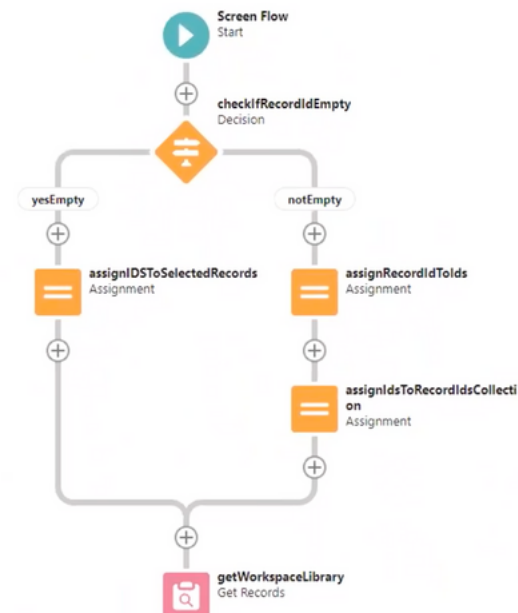 Screen Flow
Start
checkIfRecordIdEmpty
Decision
yesEmpty
notEmpty
assignIDSToSelectedRecords
Assignment
assignRecordIdToIds
Assignment
assignIdsToRecordIdsCollecti
on
Assignment
getWorkspaceLibrary
Get Records